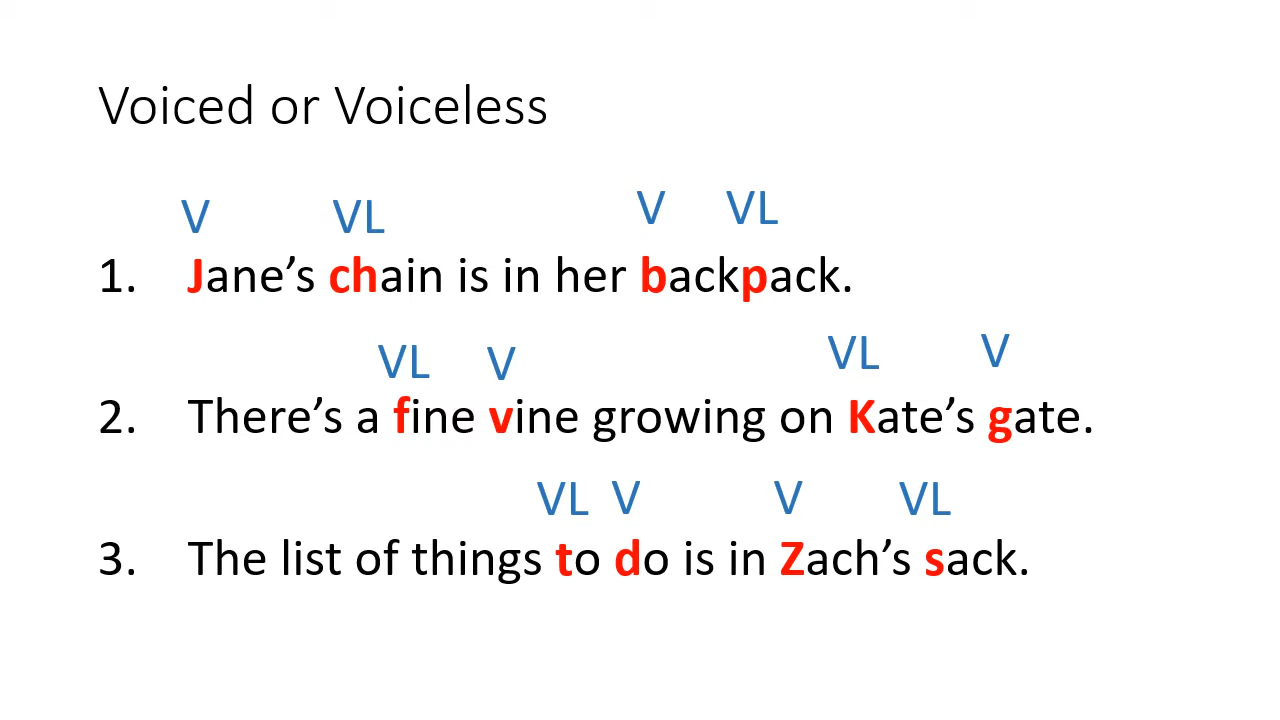 Voiced or Voiceless
V VL V VL
1. Jane’s chain is in her backpack.
VL V VL V
2. There’s a fine vine growing on Kate’s gate.
VL V V VL
3. The list of things to do is in Zach’s sack.